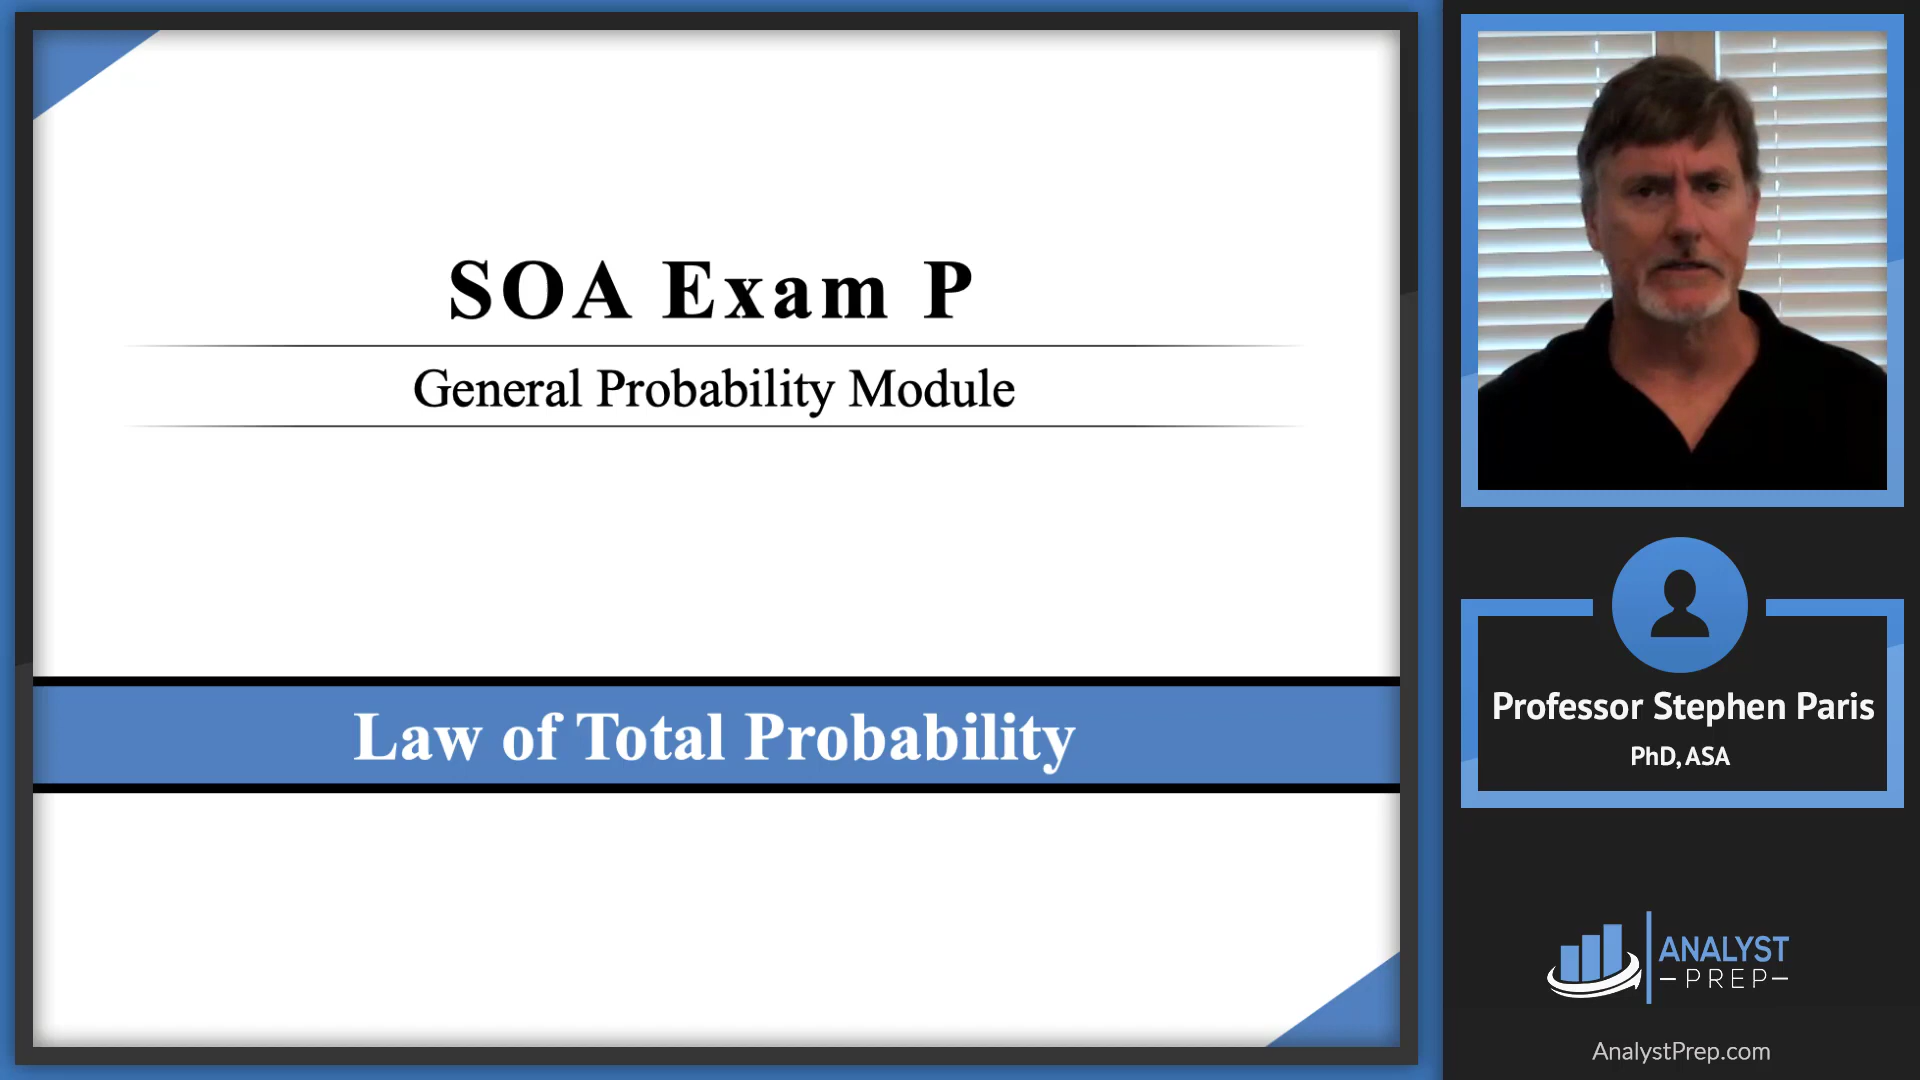 SOA Exam P
General Probability Module
Law of Total Probability
Professor Stephen Paris
PhD, ASA
ANALYST
PREP
AnalystPrep.com